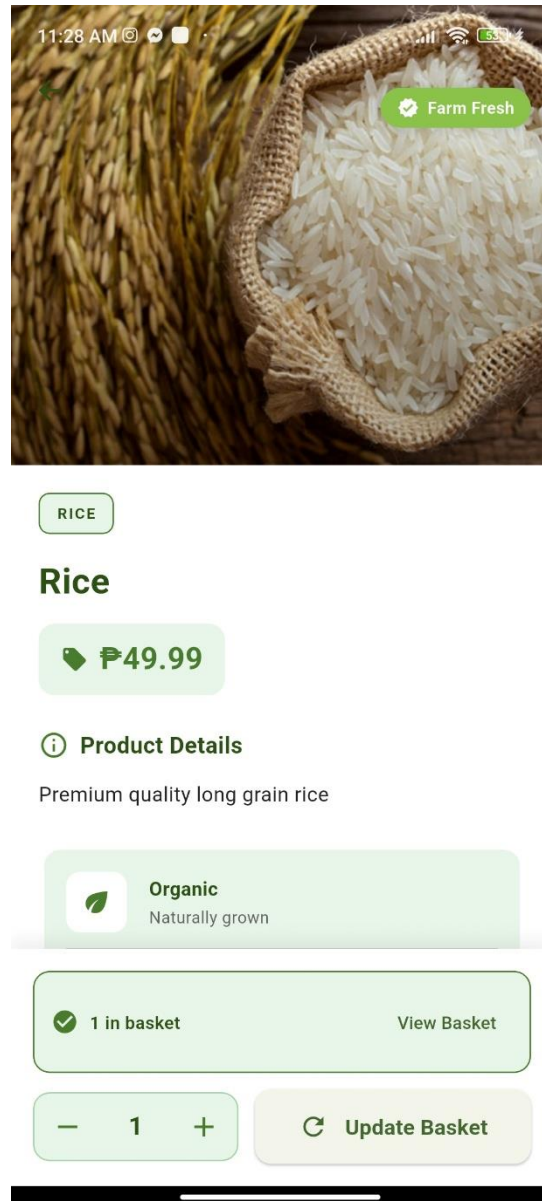 11:28 AM
53
Farm Fresh
RICE
Rice
₱49.99
Product Details
Premium quality long grain rice
Organic
Naturally grown
1 in basket
View Basket
1
Update Basket